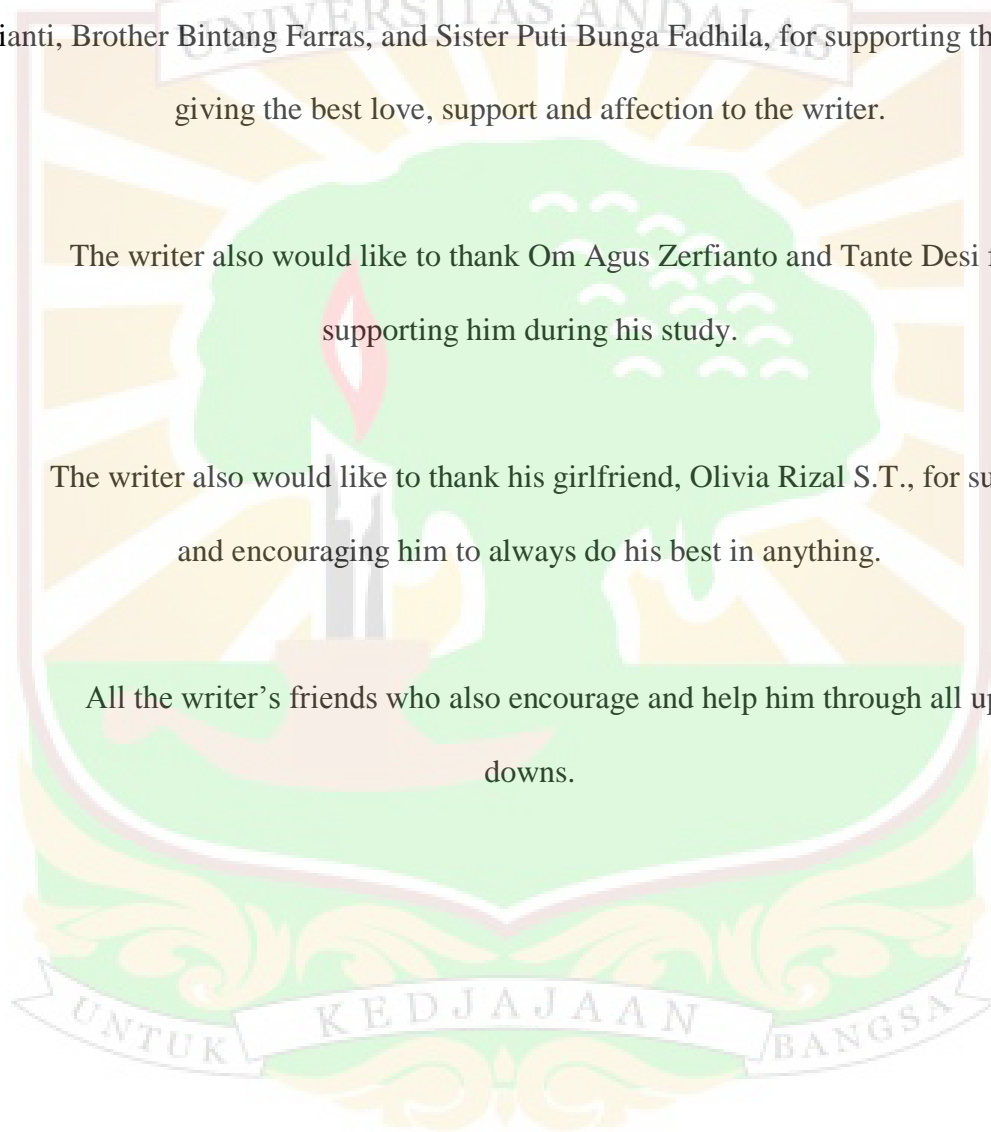 UNIVERSITAS ANDALAS
ianti, Brother Bintang Farras, and Sister Puti Bunga Fadhila, for supporting
giving the best love, support and affection to the writer.
The writer also would like to thank Om Agus Zerfianto and Tante Desi
supporting him during his study.
The writer also would like to thank his girlfriend, Olivia Rizal S.T., for
and encouraging him to always do his best in anything.
All the writer’s friends who also encourage and help him through all
downs.
UNTUK KEDJAJAAN BANGSA